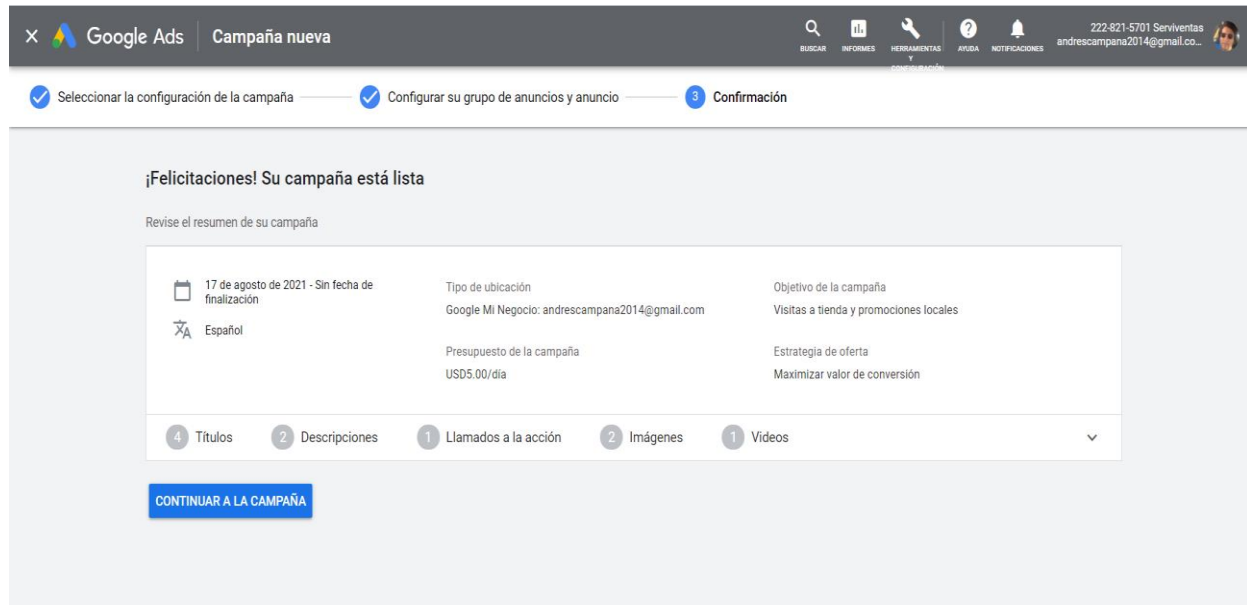 Google Ads Campaña nueva
BUSCAR
INFORMES
HERRAMIENTAS
Y
CONFIGURACIÓN
AYUDA
NOTIFICACIONES
222-821-5701 Serviventas
andrescampana2014@gmail.co...
Seleccionar la configuración de la campaña
Configurar su grupo de anuncios y anuncio
3 Confirmación
¡Felicitaciones! Su campaña está lista
Revise el resumen de su campaña
17 de agosto de 2021 - Sin fecha de
finalización
Español
Tipo de ubicación
Google Mi Negocio: andrescampana2014@gmail.com
Presupuesto de la campaña
USD5.00/día
Objetivo de la campaña
Visitas a tienda y promociones locales
Estrategia de oferta
Maximizar valor de conversión
4 Títulos
2 Descripciones
1 Llamados a la acción
2 Imágenes
1 Videos
CONTINUAR A LA CAMPAÑA